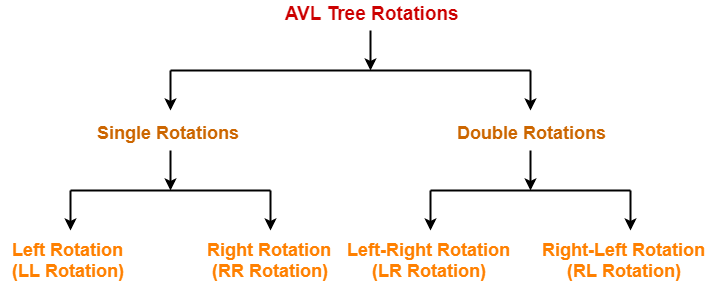 AVL Tree Rotations
Single Rotations
Double Rotations
Left Rotation
(LL Rotation)
Right Rotation
(RR Rotation)
Left-Right Rotation
(LR Rotation)
Right-Left Rotation
(RL Rotation)